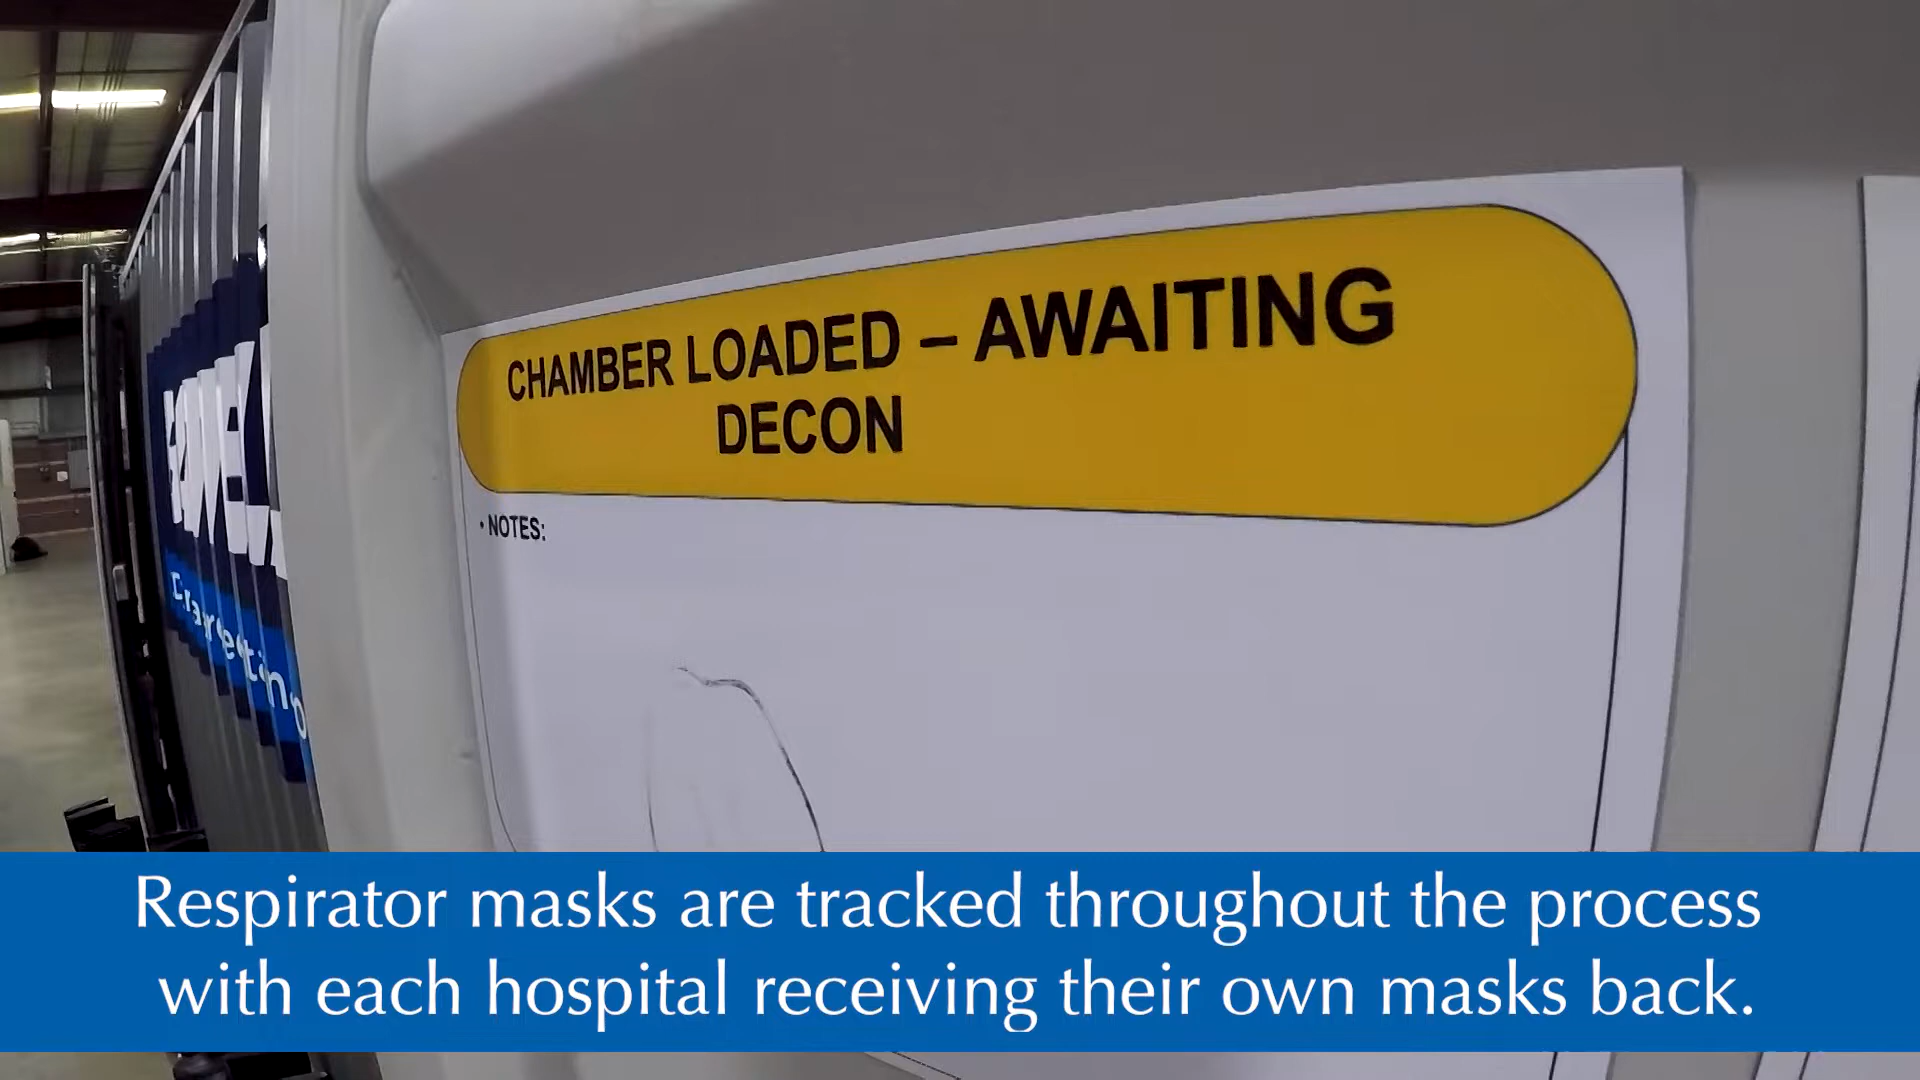 CHAMBER LOADED – AWAITING
DECON
• NOTES:
Respirator masks are tracked throughout the process
with each hospital receiving their own masks back.